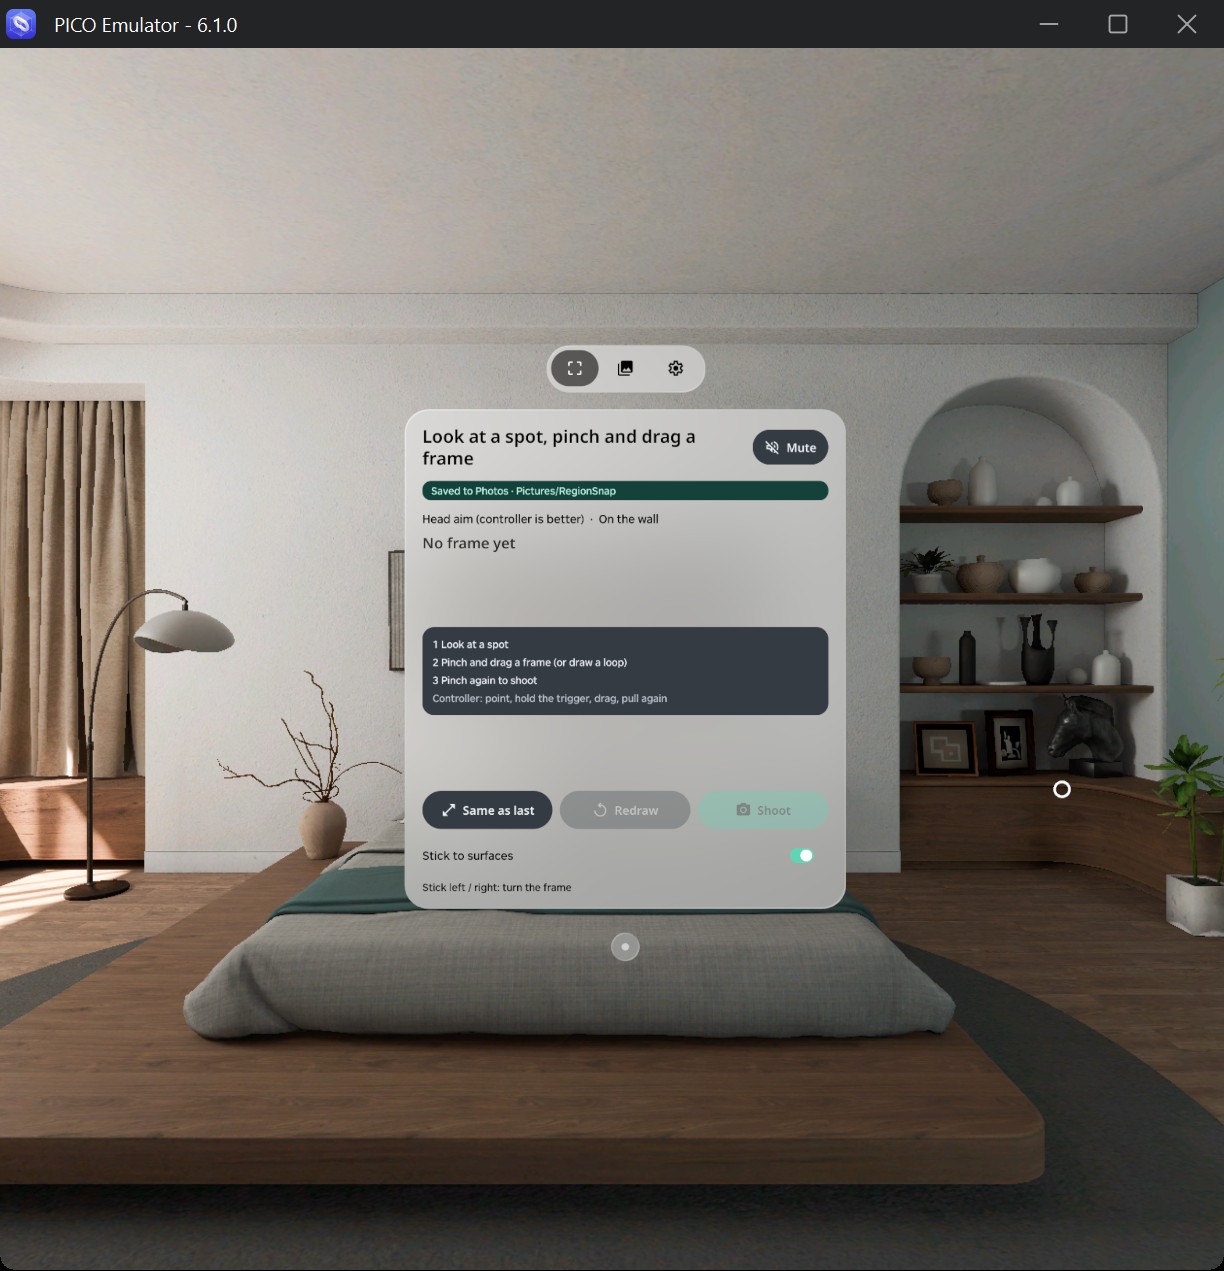 PICO Emulator - 6.1.0
Look at a spot, pinch and drag a
frame
Mute
Saved to Photos · Pictures/RegionSnap
Head aim (controller is better) · On the wall
No frame yet
1 Look at a spot
2 Pinch and drag a frame (or draw a loop)
3 Pinch again to shoot
Controller: point, hold the trigger, drag, pull again
Same as last
Redraw
Shoot
Stick to surfaces
Stick left / right: turn the frame